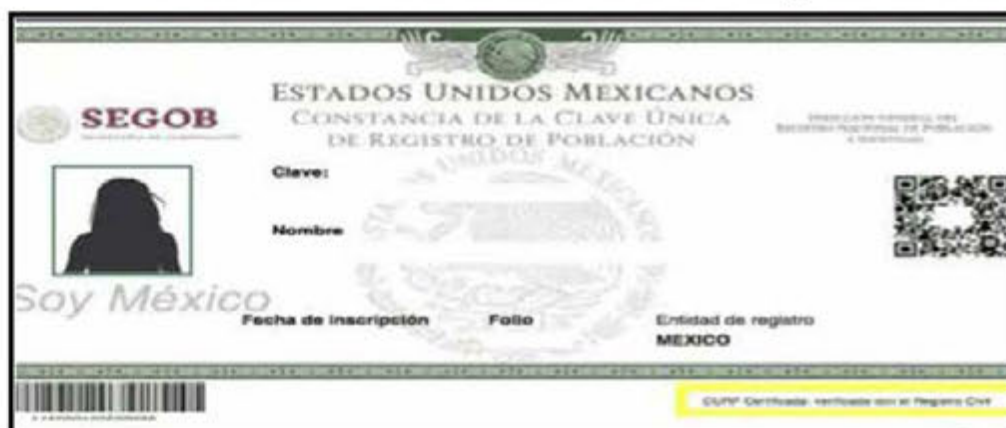 ESTADOS UNIDOS MEXICANOS
CONSTANCIA DE LA CLAVE ÚNICA
DE REGISTRO DE POBLACIÓN
SEGOB
Clave:
Nombre
Soy México
Fecha de inscripción Folio Entidad de registro
MEXICO
CURP Certificada: verificada con el Registro Civil